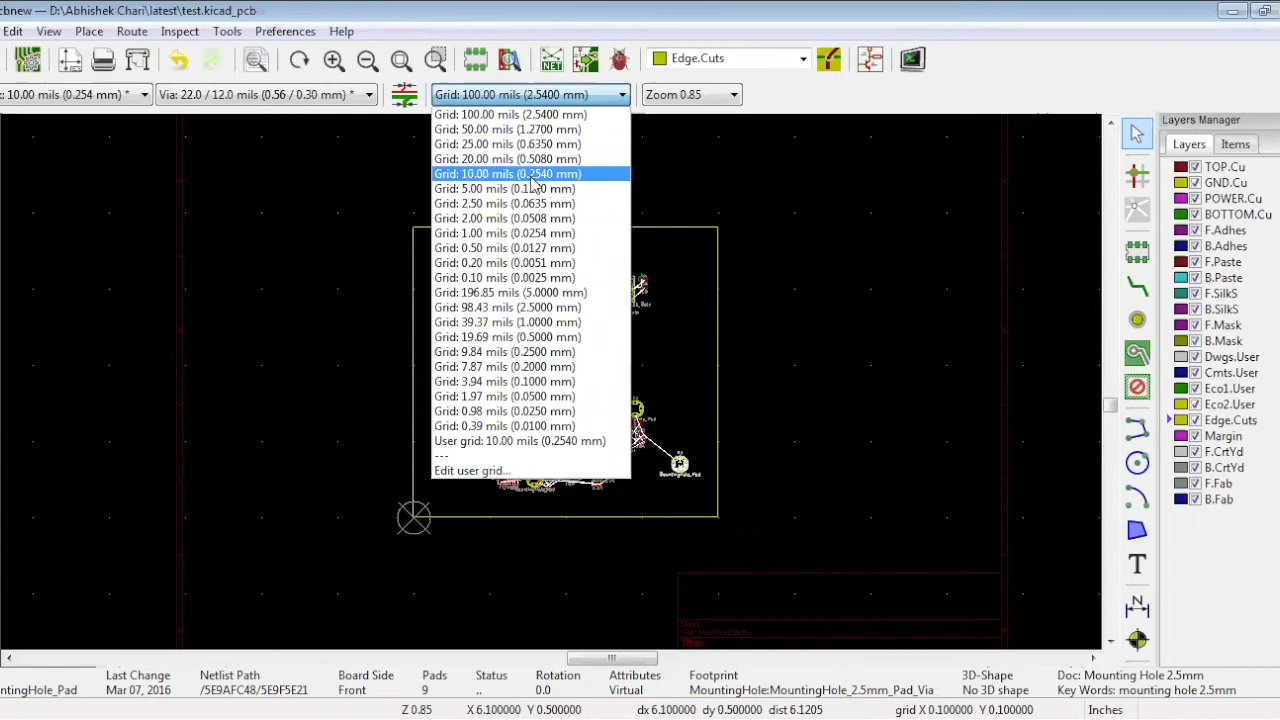 cbnew — D:\Abhishek Chari\latest\test.kicad_pcb
Edit View Place Route Inspect Tools Preferences Help
NET Edge.Cuts
: 10.00 mils (0.254 mm) * Via: 22.0 / 12.0 mils (0.56 / 0.30 mm) * Grid: 100.00 mils (2.5400 mm) Zoom 0.85
Grid: 100.00 mils (2.5400 mm)
Grid: 50.00 mils (1.2700 mm)
Grid: 25.00 mils (0.6350 mm)
Grid: 20.00 mils (0.5080 mm)
Grid: 10.00 mils (0.2540 mm)
Grid: 5.00 mils (0.1270 mm)
Grid: 2.50 mils (0.0635 mm)
Grid: 2.00 mils (0.0508 mm)
Grid: 1.00 mils (0.0254 mm)
Grid: 0.50 mils (0.0127 mm)
Grid: 0.20 mils (0.0051 mm)
Grid: 0.10 mils (0.0025 mm)
Grid: 196.85 mils (5.0000 mm)
Grid: 98.43 mils (2.5000 mm)
Grid: 39.37 mils (1.0000 mm)
Grid: 19.69 mils (0.5000 mm)
Grid: 9.84 mils (0.2500 mm)
Grid: 7.87 mils (0.2000 mm)
Grid: 3.94 mils (0.1000 mm)
Grid: 1.97 mils (0.0500 mm)
Grid: 0.98 mils (0.0250 mm)
Grid: 0.39 mils (0.0100 mm)
User grid: 10.00 mils (0.2540 mm)
---
Edit user grid...
Layers Manager
Layers Items
TOP.Cu
GND.Cu
POWER.Cu
BOTTOM.Cu
F.Adhes
B.Adhes
F.Paste
B.Paste
F.SilkS
B.SilkS
F.Mask
B.Mask
Dwgs.User
Cmts.User
Eco1.User
Eco2.User
Edge.Cuts
Margin
F.CrtYd
B.CrtYd
F.Fab
B.Fab
T
N
Last Change Netlist Path Board Side Pads Status Rotation Attributes Footprint 3D-Shape Doc: Mounting Hole 2.5mm
ntingHole_Pad Mar 07, 2016 /5E9AFC48/5E9F5E21 Front 9 .. 0.0 Virtual MountingHole:MountingHole_2.5mm_Pad_Via No 3D shape Key Words: mounting hole 2.5mm
Z 0.85 X 6.100000 Y 0.500000 dx 6.100000 dy 0.500000 dist 6.1205 grid X 0.100000 Y 0.100000 Inches